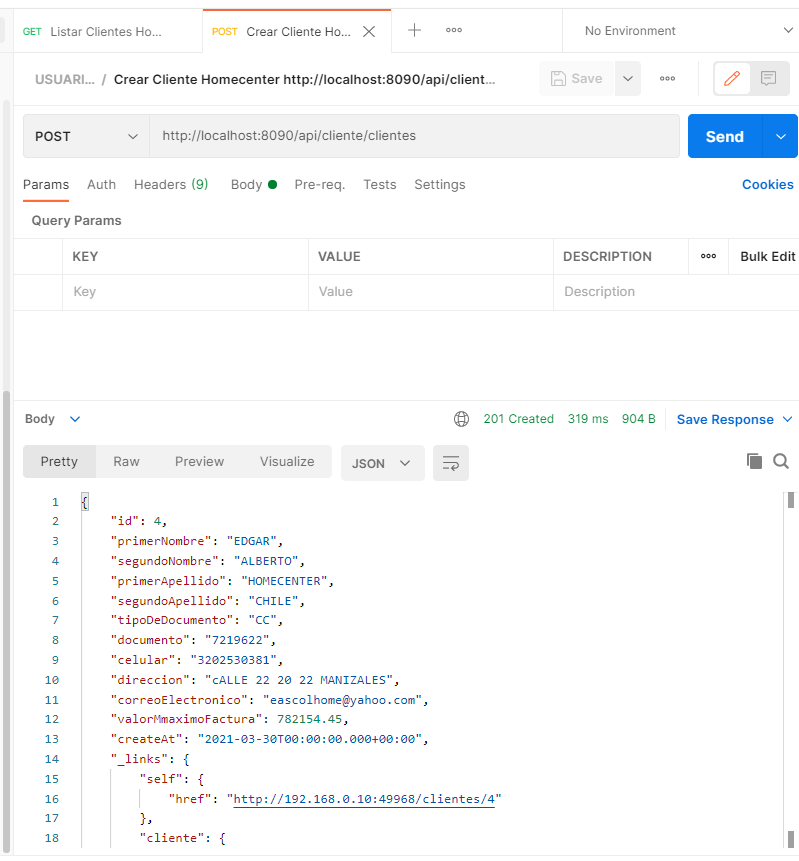 GET Listar Clientes Ho...
POST Crear Cliente Ho...
No Environment
USUARI... / Crear Cliente Homecenter http://localhost:8090/api/client...
Save
POST http://localhost:8090/api/cliente/clientes
Send
Params Auth Headers (9) Body Pre-req. Tests Settings Cookies
Query Params
KEY VALUE DESCRIPTION Bulk Edit
Key Value Description
Body 201 Created 319 ms 904 B Save Response
Pretty Raw Preview Visualize JSON
1 {
2 "id": 4,
3 "primerNombre": "EDGAR",
4 "segundoNombre": "ALBERTO",
5 "primerApellido": "HOMECENTER",
6 "segundoApellido": "CHILE",
7 "tipoDeDocumento": "CC",
8 "documento": "7219622",
9 "celular": "3202530381",
10 "direccion": "cALLE 22 20 22 MANIZALES",
11 "correoElectronico": "eascolhome@yahoo.com",
12 "valorMmaximoFactura": 782154.45,
13 "createAt": "2021-03-30T00:00:00.000+00:00",
14 "_links": {
15 "self": {
16 "href": "http://192.168.0.10:49968/clientes/4"
17 },
18 "cliente": {